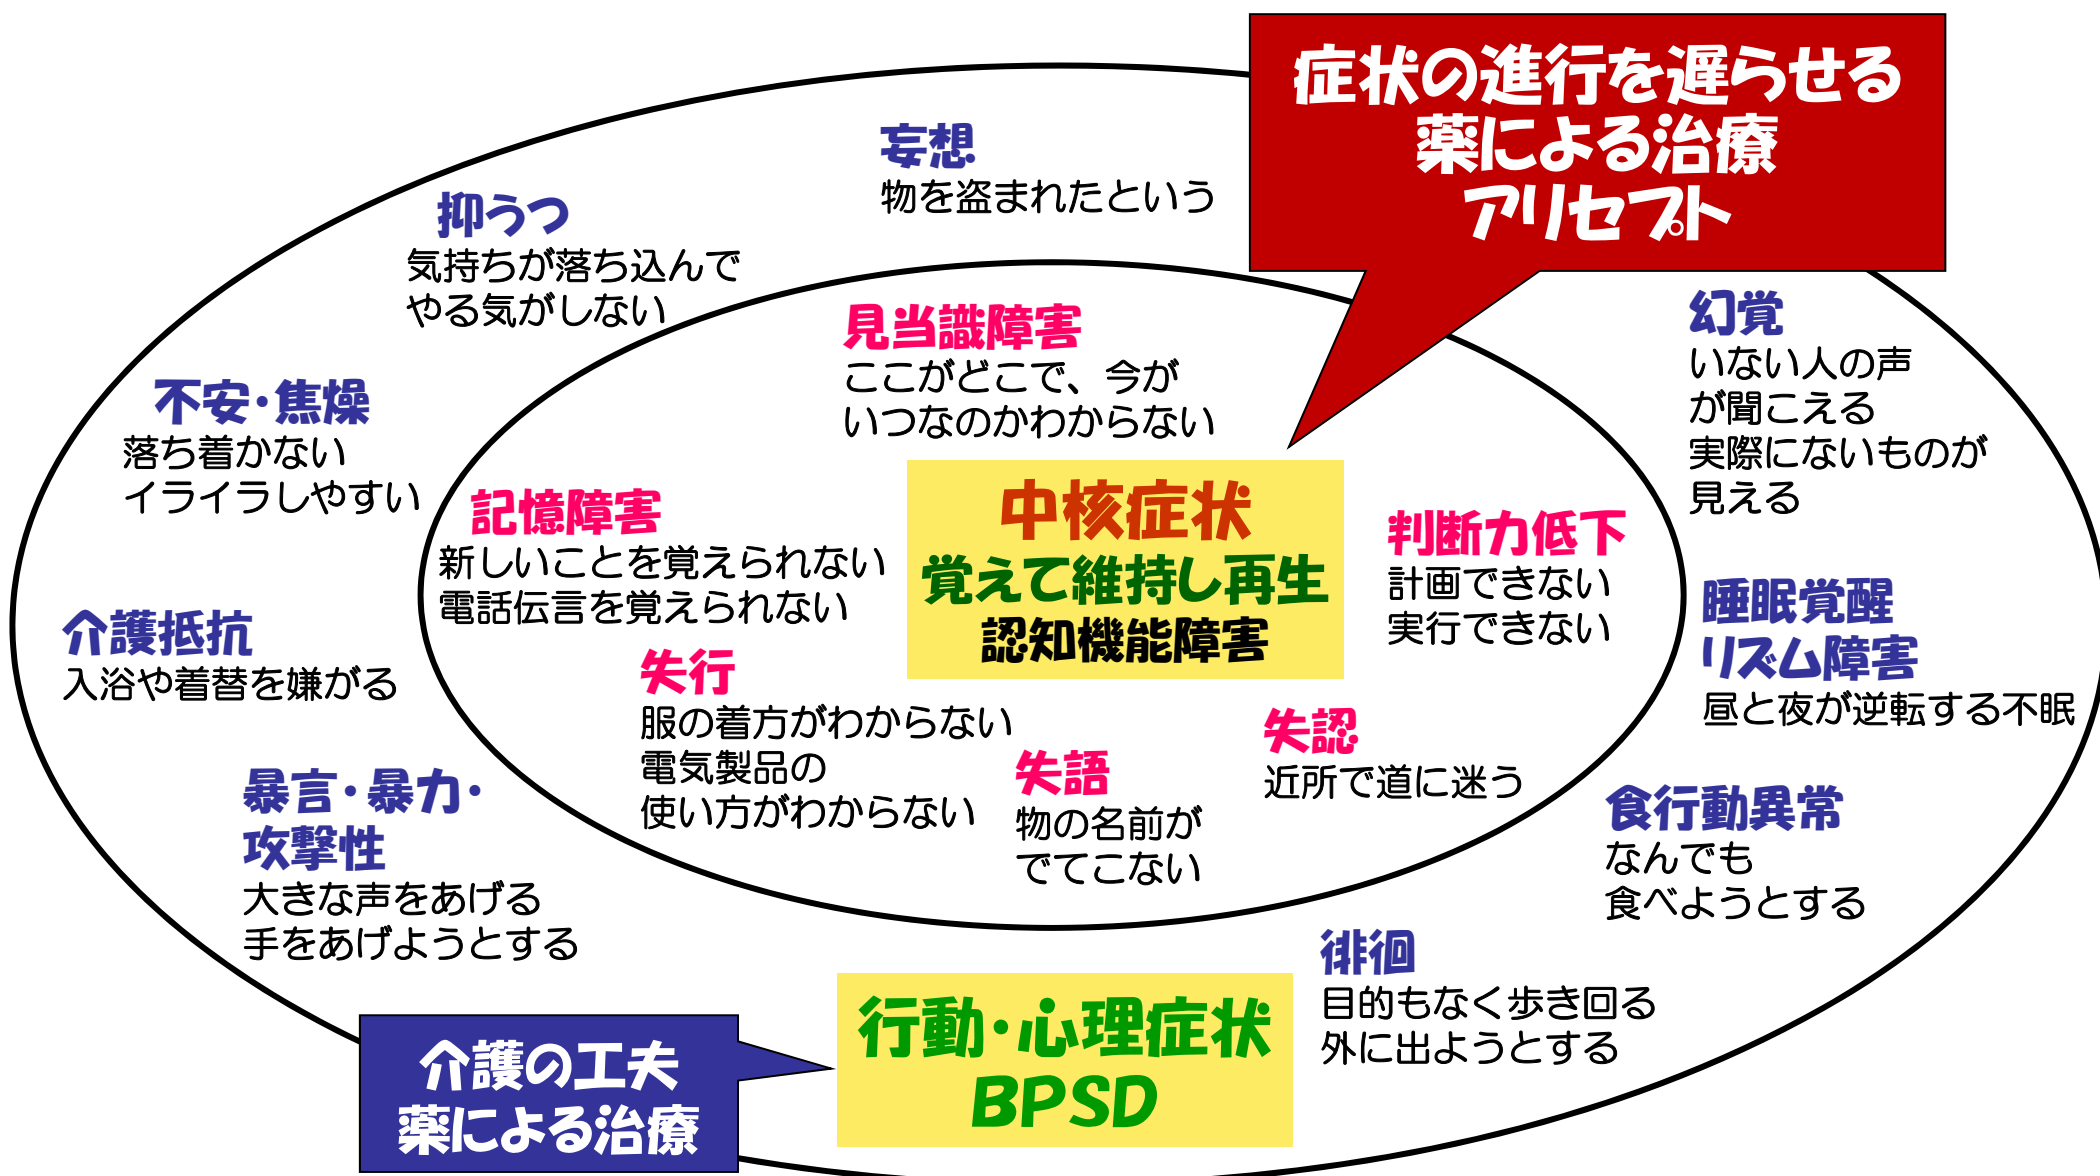 症状の進行を遅らせる
薬による治療
アリセプト
妄想
物を盗まれたという
抑うつ
気持ちが落ち込んで
やる気がしない
不安・焦燥
落ち着かない
イライラしやすい
介護抵抗
入浴や着替を嫌がる
暴言・暴力・
攻撃性
大きな声をあげる
手をあげようとする
見当識障害
ここがどこで、今が
いつなのかわからない
記憶障害
新しいことを覚えられない
電話伝言を覚えられない
中核症状
覚えて維持し再生
認知機能障害
判断力低下
計画できない
実行できない
失行
服の着方がわからない
電気製品の
使い方がわからない
失語
物の名前が
でてこない
失認
近所で道に迷う
幻覚
いない人の声
が聞こえる
実際にないものが
見える
睡眠覚醒
リズム障害
昼と夜が逆転する不眠
食行動異常
なんでも
食べようとする
徘徊
目的もなく歩き回る
外に出ようとする
行動・心理症状
BPSD
介護の工夫
薬による治療